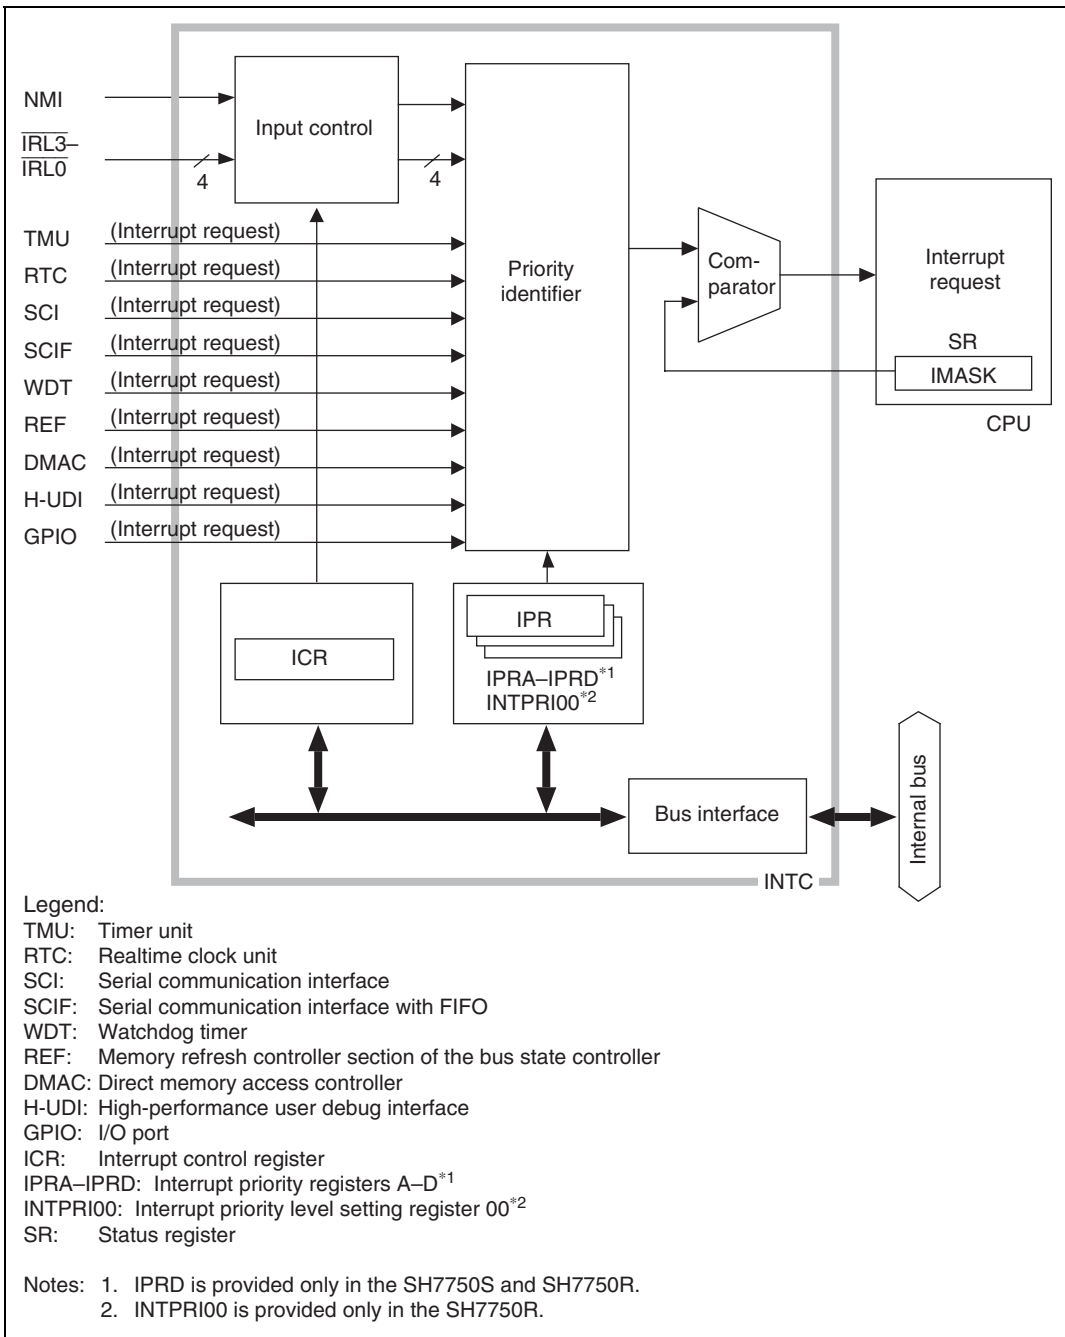 NMI
IRL3–
IRL0
4
Input control
4
TMU (Interrupt request)
RTC (Interrupt request)
SCI (Interrupt request)
SCIF (Interrupt request)
WDT (Interrupt request)
REF (Interrupt request)
DMAC (Interrupt request)
H-UDI (Interrupt request)
GPIO (Interrupt request)
Priority
identifier
Com-
parator
Interrupt
request
SR
IMASK
CPU
ICR
IPR
IPRA–IPRD*1
INTPRI00*2
Bus interface
Internal bus
INTC
Legend:
TMU: Timer unit
RTC: Realtime clock unit
SCI: Serial communication interface
SCIF: Serial communication interface with FIFO
WDT: Watchdog timer
REF: Memory refresh controller section of the bus state controller
DMAC: Direct memory access controller
H-UDI: High-performance user debug interface
GPIO: I/O port
ICR: Interrupt control register
IPRA–IPRD: Interrupt priority registers A–D*1
INTPRI00: Interrupt priority level setting register 00*2
SR: Status register
Notes: 1. IPRD is provided only in the SH7750S and SH7750R.
2. INTPRI00 is provided only in the SH7750R.